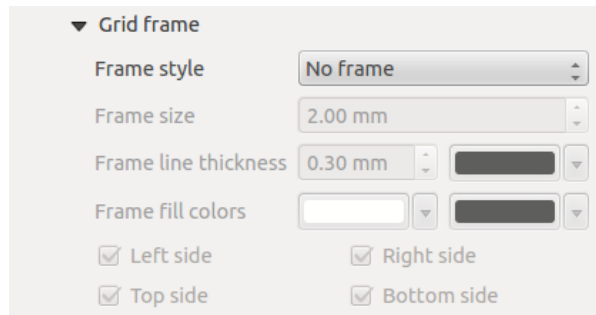 Grid frame
Frame style No frame
Frame size 2.00 mm
Frame line thickness 0.30 mm
Frame fill colors
Left side Right side
Top side Bottom side